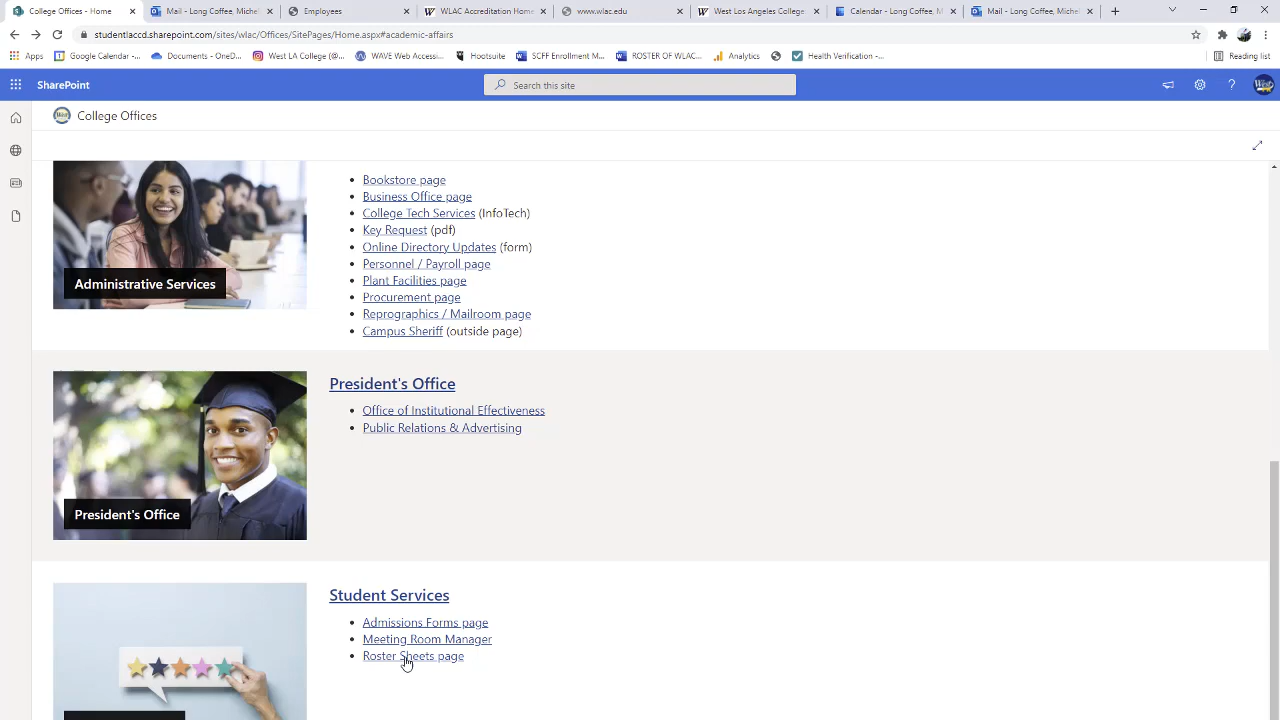 College Offices - Home
Mail - Long Coffee, Michel
Employees
WLAC Accreditation Home
www.wlac.edu
West Los Angeles College
Calendar - Long Coffee, M
Mail - Long Coffee, Michel
studentlaccd.sharepoint.com/sites/wlac/Offices/SitePages/Home.aspx#academic-affairs
Apps
Google Calendar -...
Documents - OneD...
Instagram West LA C...
WAVE Web Accessi...
Hootsuite
SCFF Enrollment M...
ROSTER OF WLAC...
Analytics
Health Verification -...
Reading list
SharePoint
Search this site
College Offices
Bookstore page
Business Office page
College Tech Services (InfoTech)
Key Request (pdf)
Online Directory Updates (form)
Personnel / Payroll page
Plant Facilities page
Procurement page
Reprographics / Mailroom page
Campus Sheriff (outside page)
Administrative Services
President's Office
Office of Institutional Effectiveness
Public Relations & Advertising
President's Office
Student Services
Admissions Forms page
Meeting Room Manager
Roster Sheets page